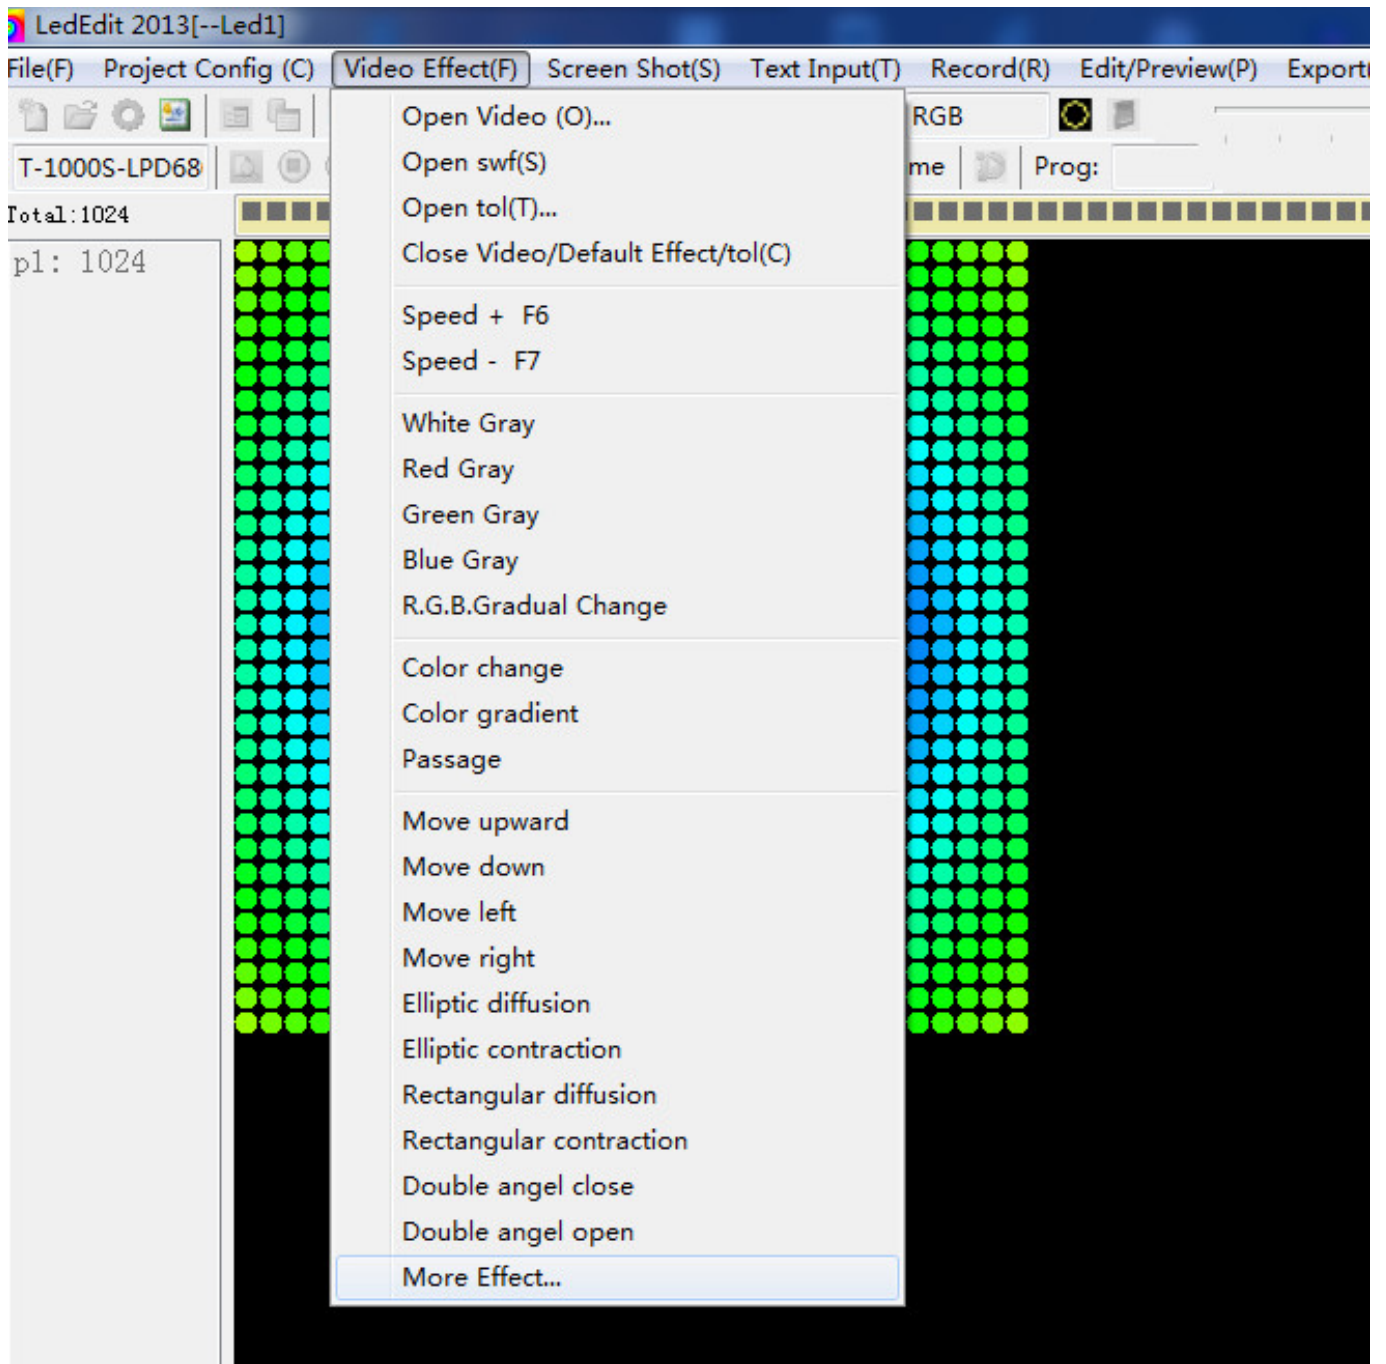 LedEdit 2013[--Led1]
File(F) Project Config (C) Video Effect(F) Screen Shot(S) Text Input(T) Record(R) Edit/Preview(P) Export(
RGB
T-1000S-LPD68 me Prog:
Total:1024
p1: 1024
Open Video (O)...
Open swf(S)
Open tol(T)...
Close Video/Default Effect/tol(C)
Speed + F6
Speed - F7
White Gray
Red Gray
Green Gray
Blue Gray
R.G.B.Gradual Change
Color change
Color gradient
Passage
Move upward
Move down
Move left
Move right
Elliptic diffusion
Elliptic contraction
Rectangular diffusion
Rectangular contraction
Double angel close
Double angel open
More Effect...